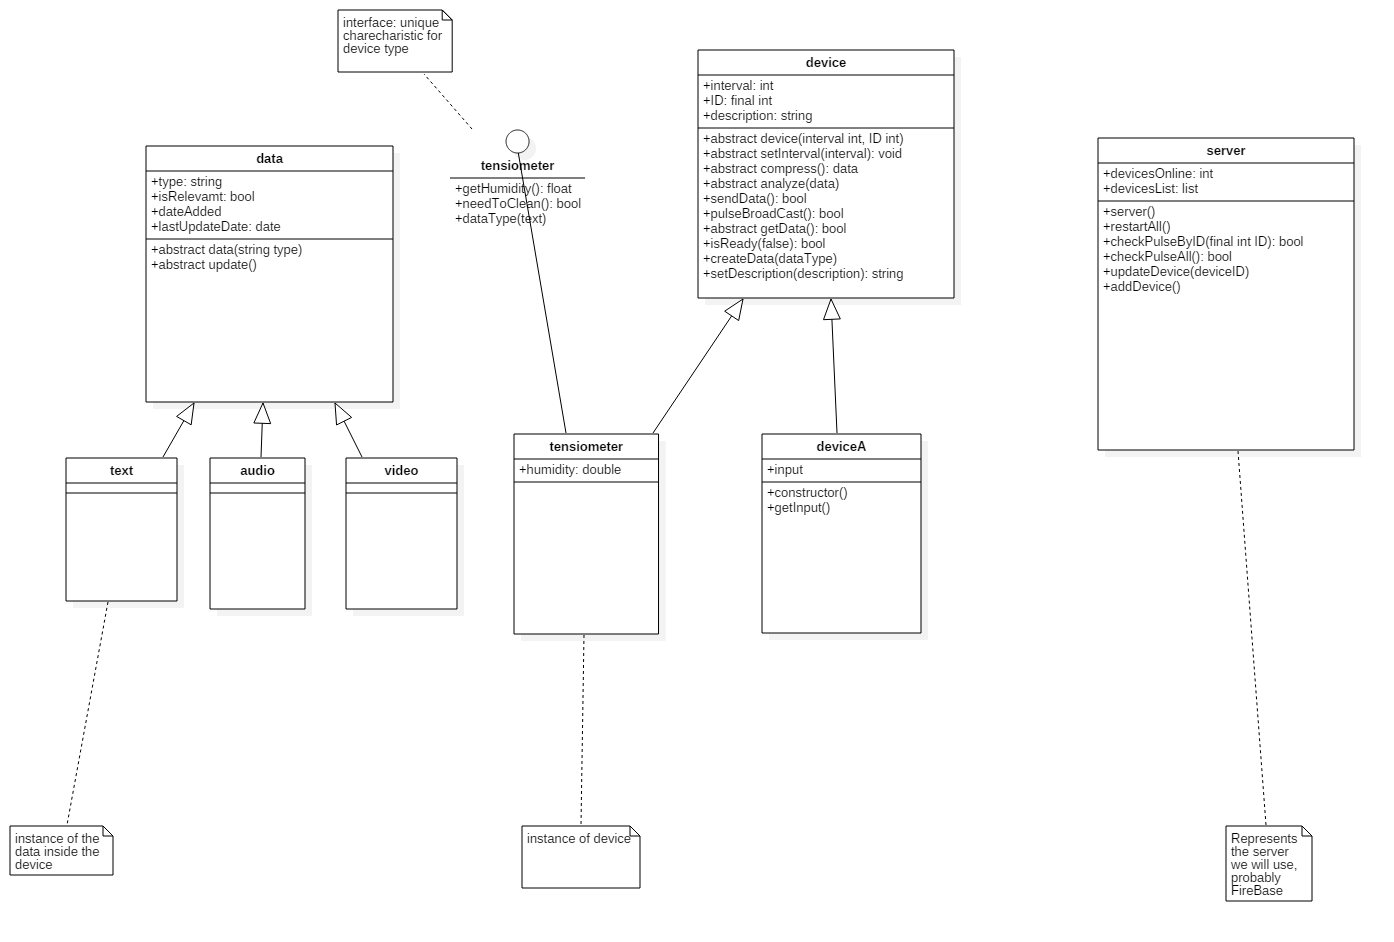 interface: unique
charecharistic for
device type
device
+interval: int
+ID: final int
+description: string
+abstract device(interval int, ID int)
+abstract setInterval(interval): void
+abstract compress(): data
+abstract analyze(data)
+sendData(): bool
+pulseBroadCast(): bool
+abstract getData(): bool
+isReady(false): bool
+createData(dataType)
+setDescription(description): string
server
+devicesOnline: int
+devicesList: list
+server()
+restartAll()
+checkPulseByID(final int ID): bool
+checkPulseAll(): bool
+updateDevice(deviceID)
+addDevice()
data
+type: string
+isRelevamt: bool
+dateAdded
+lastUpdateDate: date
+abstract data(string type)
+abstract update()
tensiometer
+getHumidity(): float
+needToClean(): bool
+dataType(text)
text
audio
video
tensiometer
+humidity: double
deviceA
+input
+constructor()
+getInput()
instance of the
data inside the
device
instance of device
Represents
the server
we will use,
probably
FireBase